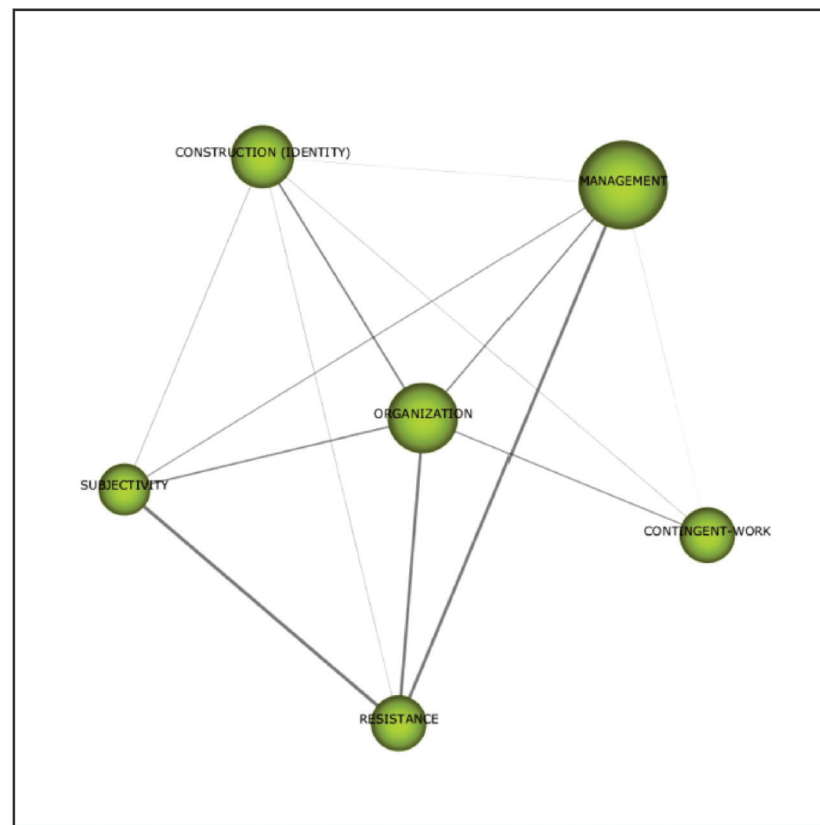 CONSTRUCTION (IDENTITY)
MANAGEMENT
ORGANIZATION
SUBJECTIVITY
CONTINGENT-WORK
RESISTANCE